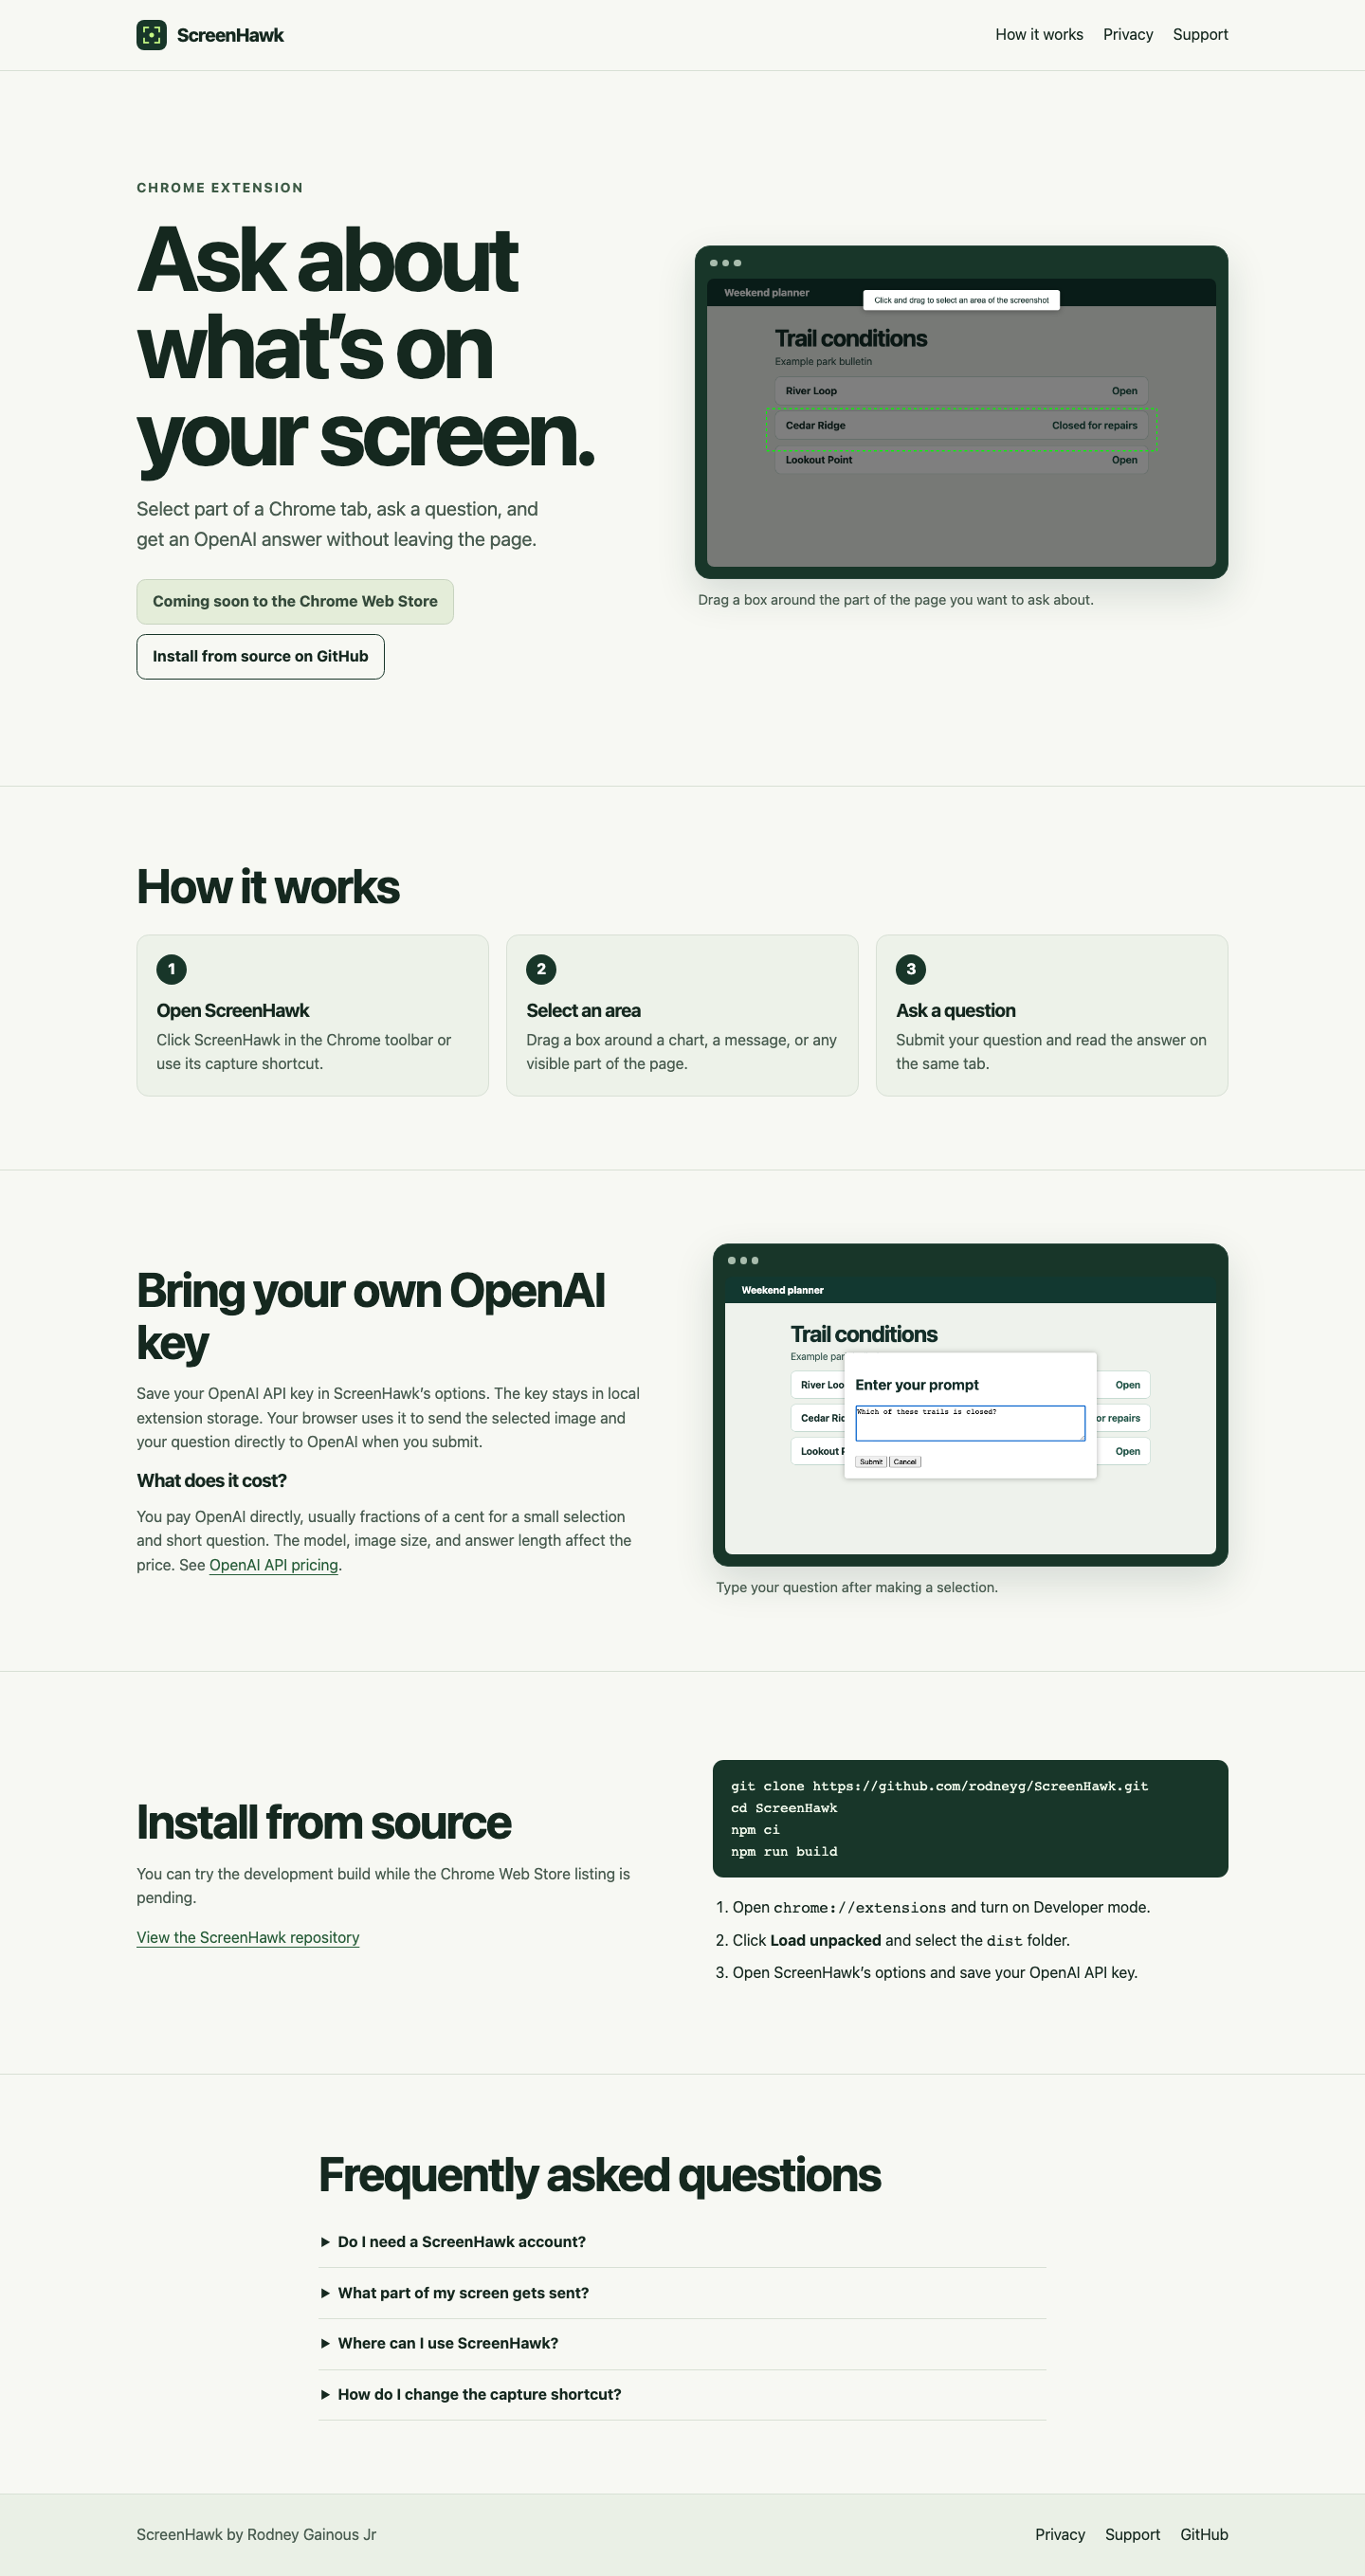 ScreenHawk
How it works Privacy Support
CHROME EXTENSION
Ask about
what’s on
your screen.
Select part of a Chrome tab, ask a question, and
get an OpenAI answer without leaving the page.
Coming soon to the Chrome Web Store
Install from source on GitHub
Weekend planner
Click and drag to select an area of the screenshot
Trail conditions
Example park bulletin
River Loop Open
Cedar Ridge Closed for repairs
Lookout Point Open
Drag a box around the part of the page you want to ask about.
How it works
1
Open ScreenHawk
Click ScreenHawk in the Chrome toolbar or
use its capture shortcut.
2
Select an area
Drag a box around a chart, a message, or any
visible part of the page.
3
Ask a question
Submit your question and read the answer on
the same tab.
Bring your own OpenAI
key
Save your OpenAI API key in ScreenHawk’s options. The key stays in local
extension storage. Your browser uses it to send the selected image and
your question directly to OpenAI when you submit.
What does it cost?
You pay OpenAI directly, usually fractions of a cent for a small selection
and short question. The model, image size, and answer length affect the
price. See OpenAI API pricing.
Weekend planner
Trail conditions
Example par
River Loo Open
Cedar Rid or repairs
Lookout P Open
Enter your prompt
Which of these trails is closed?
Submit Cancel
Type your question after making a selection.
Install from source
You can try the development build while the Chrome Web Store listing is
pending.
View the ScreenHawk repository
git clone https://github.com/rodneyg/ScreenHawk.git
cd ScreenHawk
npm ci
npm run build
1. Open chrome://extensions and turn on Developer mode.
2. Click Load unpacked and select the dist folder.
3. Open ScreenHawk’s options and save your OpenAI API key.
Frequently asked questions
Do I need a ScreenHawk account?
What part of my screen gets sent?
Where can I use ScreenHawk?
How do I change the capture shortcut?
ScreenHawk by Rodney Gainous Jr
Privacy Support GitHub